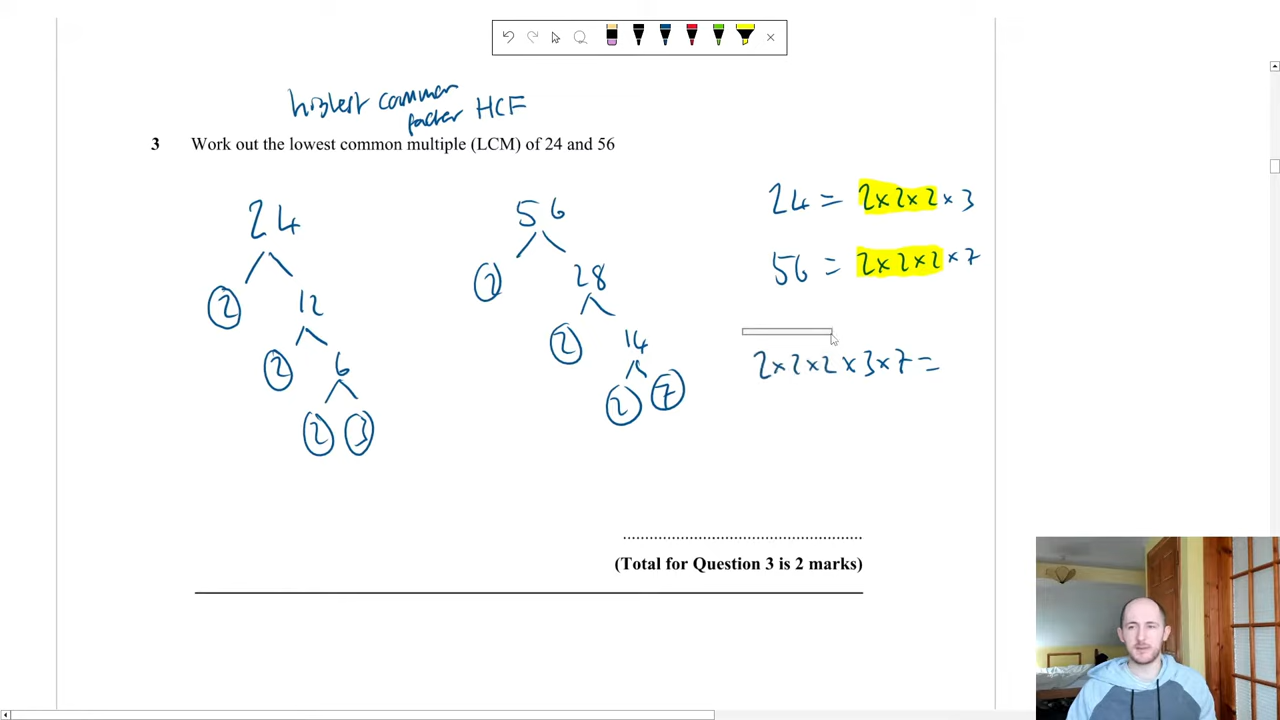 highest common
factor HCF
3 Work out the lowest common multiple (LCM) of 24 and 56
24
2 12
2 6
2 3
56
2 28
2 14
2 7
24 = 2×2×2×3
56 = 2×2×2×7
2×2×2×3×7=
..........................................................
(Total for Question 3 is 2 marks)